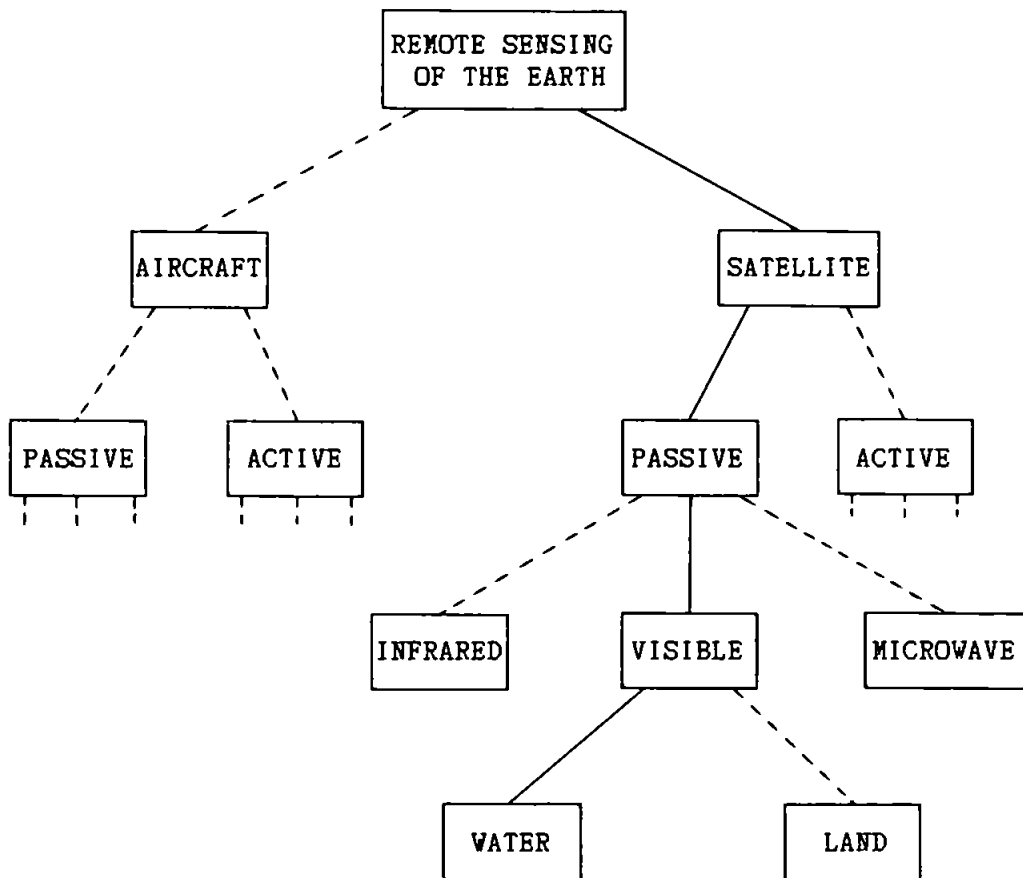 REMOTE SENSING
OF THE EARTH
AIRCRAFT
SATELLITE
PASSIVE
ACTIVE
PASSIVE
ACTIVE
INFRARED
VISIBLE
MICROWAVE
WATER
LAND